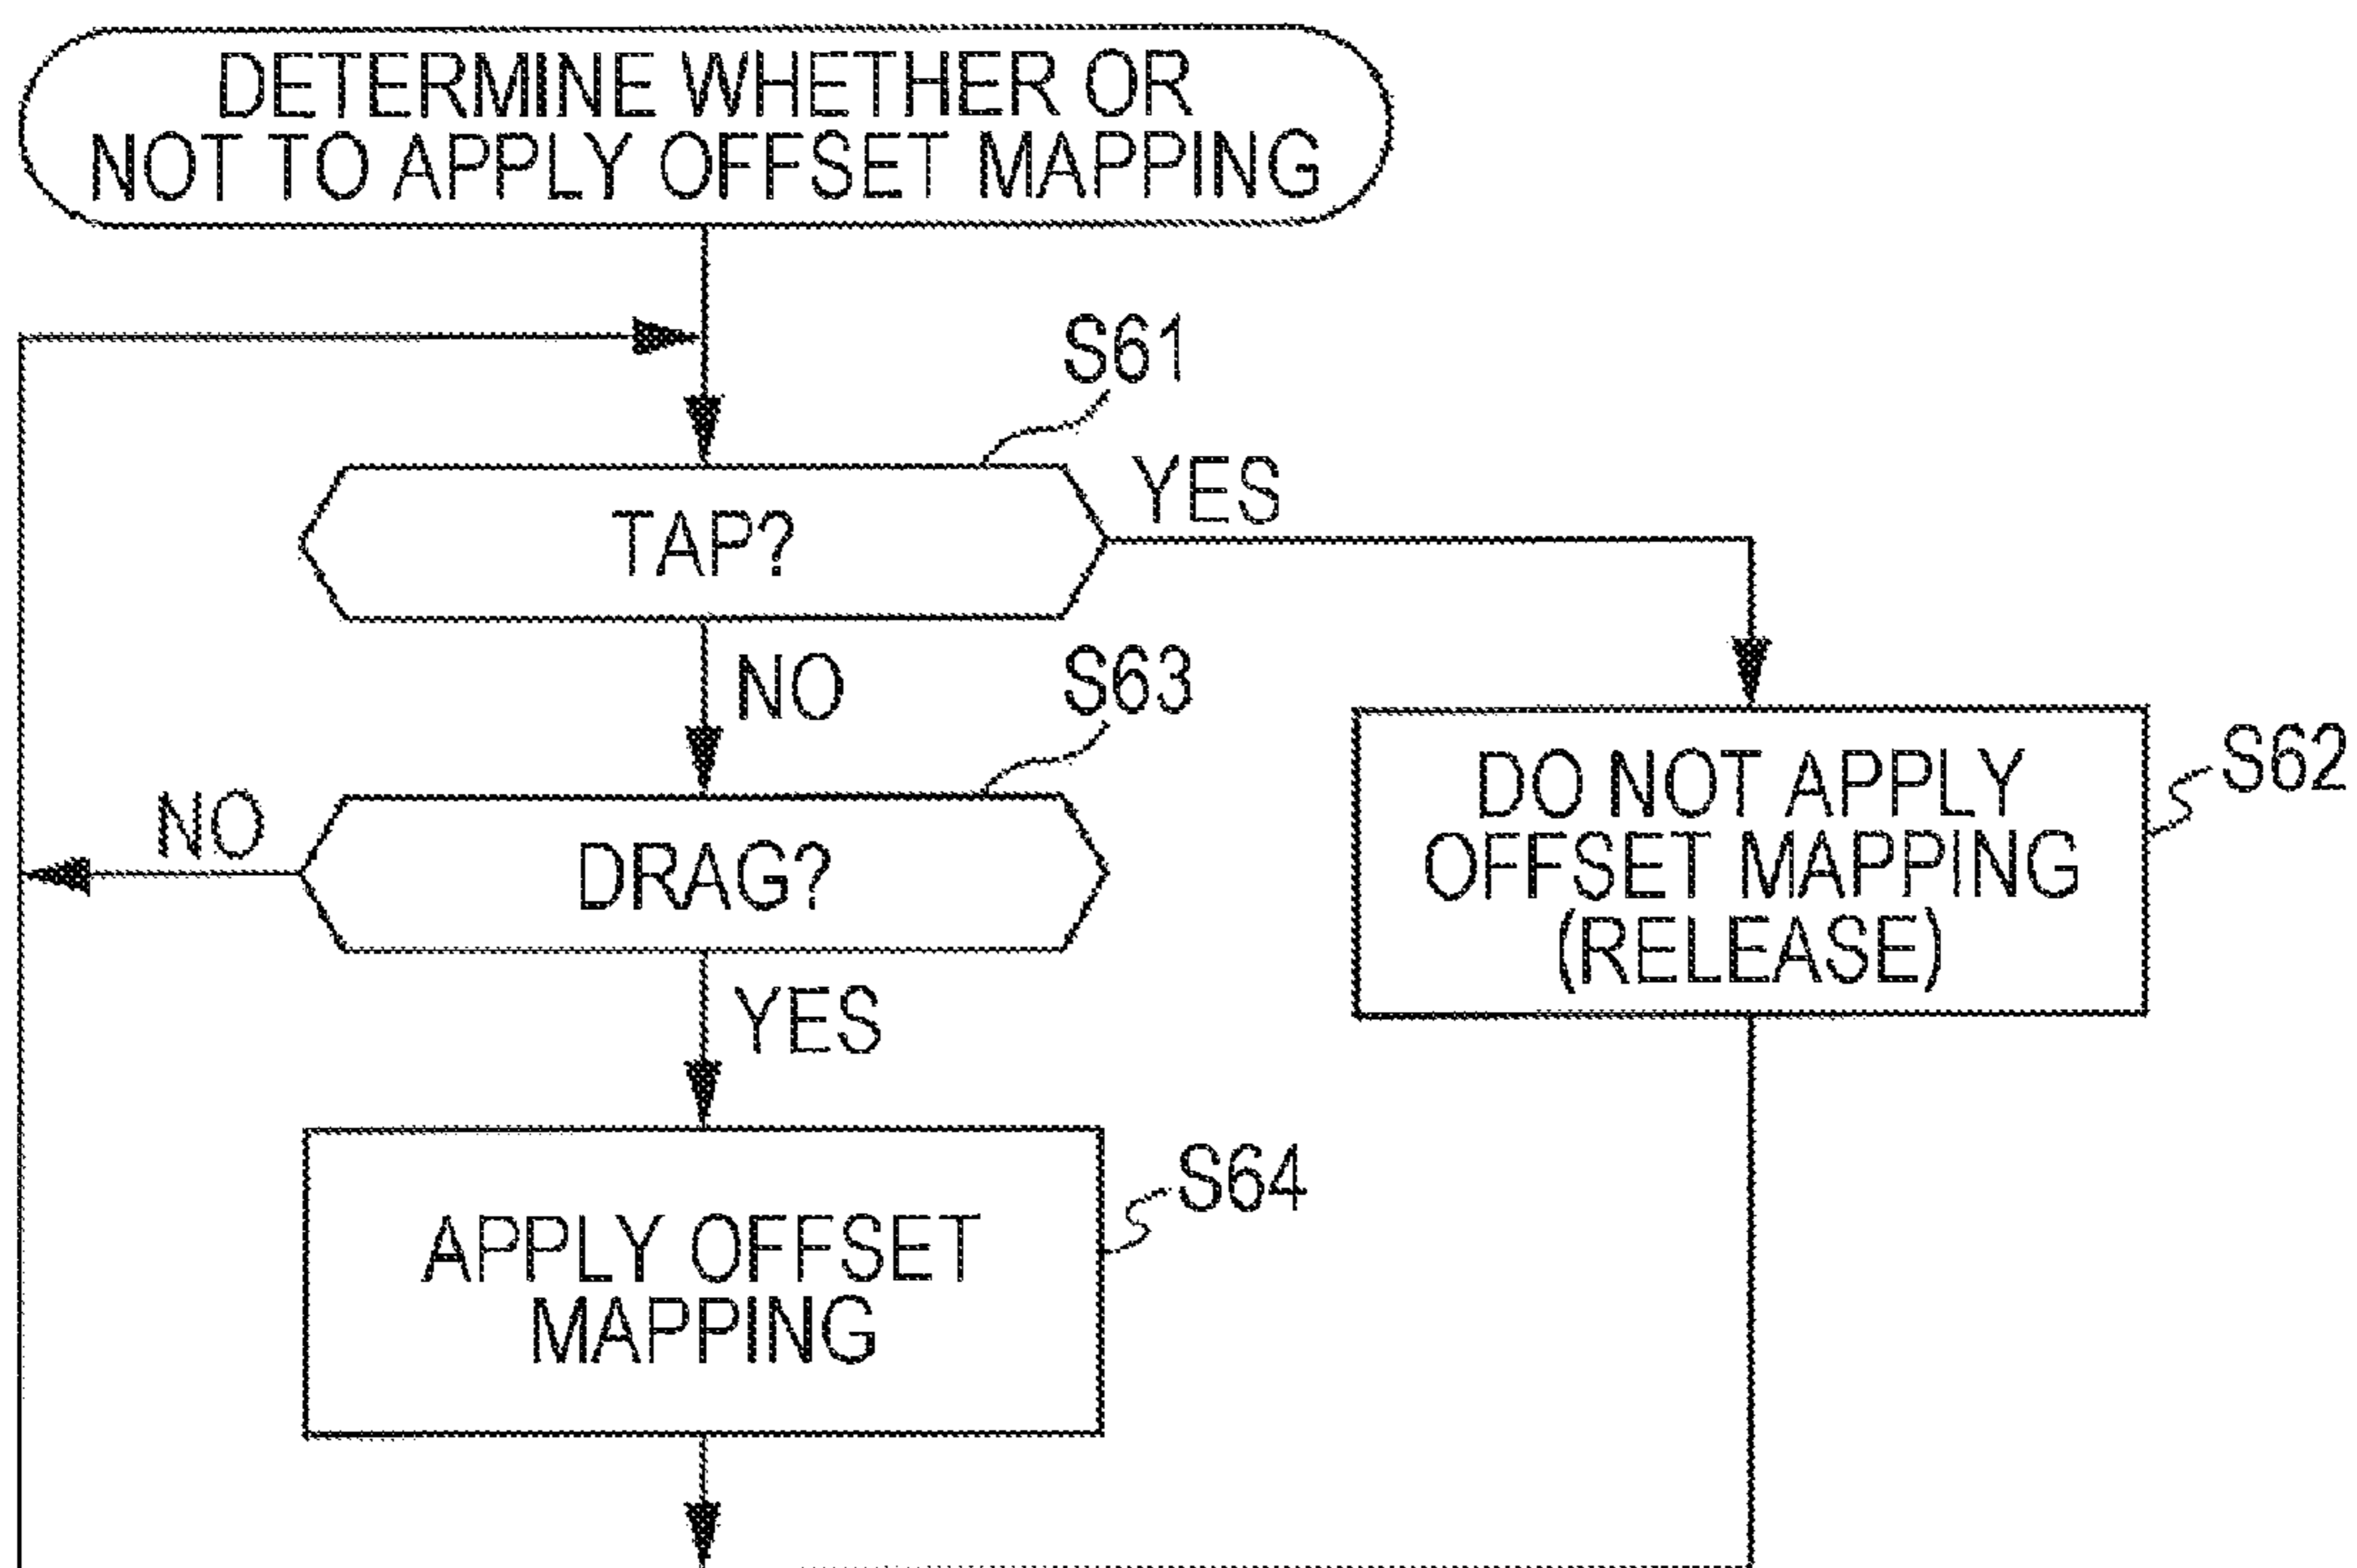 DETERMINE WHETHER OR
NOT TO APPLY OFFSET MAPPING
S61
YES
TAP?
NO
S63
NO
DRAG?
DO NOT APPLY
OFFSET MAPPING
(RELEASE)
S62
YES
S64
APPLY OFFSET
MAPPING